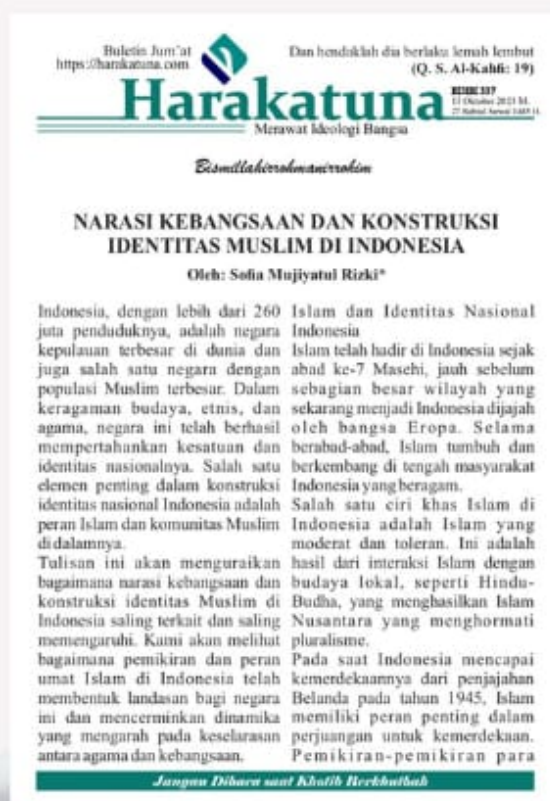 Buletin Jum'at
https://harakatuna.com
Dan hendaklah dia berlaku lemah lembut
(Q. S. Al-Kahfi: 19)
Harakatuna
EDISI 337
13 Oktober 2023 M.
Merawat Ideologi Bangsa
Bismillahirrohmanirrohim
NARASI KEBANGSAAN DAN KONSTRUKSI
IDENTITAS MUSLIM DI INDONESIA
Oleh: Sofia Mujiyatul Rizki*
Indonesia, dengan lebih dari 260
juta penduduknya, adalah negara
kepulauan terbesar di dunia dan
juga salah satu negara dengan
populasi Muslim terbesar. Dalam
keragaman budaya, etnis, dan
agama, negara ini telah berhasil
mempertahankan kesatuan dan
identitas nasionalnya. Salah satu
elemen penting dalam konstruksi
identitas nasional Indonesia adalah
peran Islam dan komunitas Muslim
di dalamnya.
Tulisan ini akan menguraikan
bagaimana narasi kebangsaan dan
konstruksi identitas Muslim di
Indonesia saling terkait dan saling
memengaruhi. Kami akan melihat
bagaimana pemikiran dan peran
umat Islam di Indonesia telah
membentuk landasan bagi negara
ini dan mencerminkan dinamika
yang mengarah pada keselarasan
antara agama dan kebangsaan.
Islam dan Identitas Nasional
Indonesia
Islam telah hadir di Indonesia sejak
abad ke-7 Masehi, jauh sebelum
sebagian besar wilayah yang
sekarang menjadi Indonesia dijajah
oleh bangsa Eropa. Selama
berabad-abad, Islam tumbuh dan
berkembang di tengah masyarakat
Indonesia yang beragam.
Salah satu ciri khas Islam di
Indonesia adalah Islam yang
moderat dan toleran. Ini adalah
hasil dari interaksi Islam dengan
budaya lokal, seperti Hindu-
Budha, yang menghasilkan Islam
Nusantara yang menghormati
pluralisme.
Pada saat Indonesia mencapai
kemerdekaannya dari penjajahan
Belanda pada tahun 1945, Islam
memiliki peran penting dalam
perjuangan untuk kemerdekaan.
Pemikiran-pemikiran para
Jangan Dibaca saat Khatib Berkhutbah